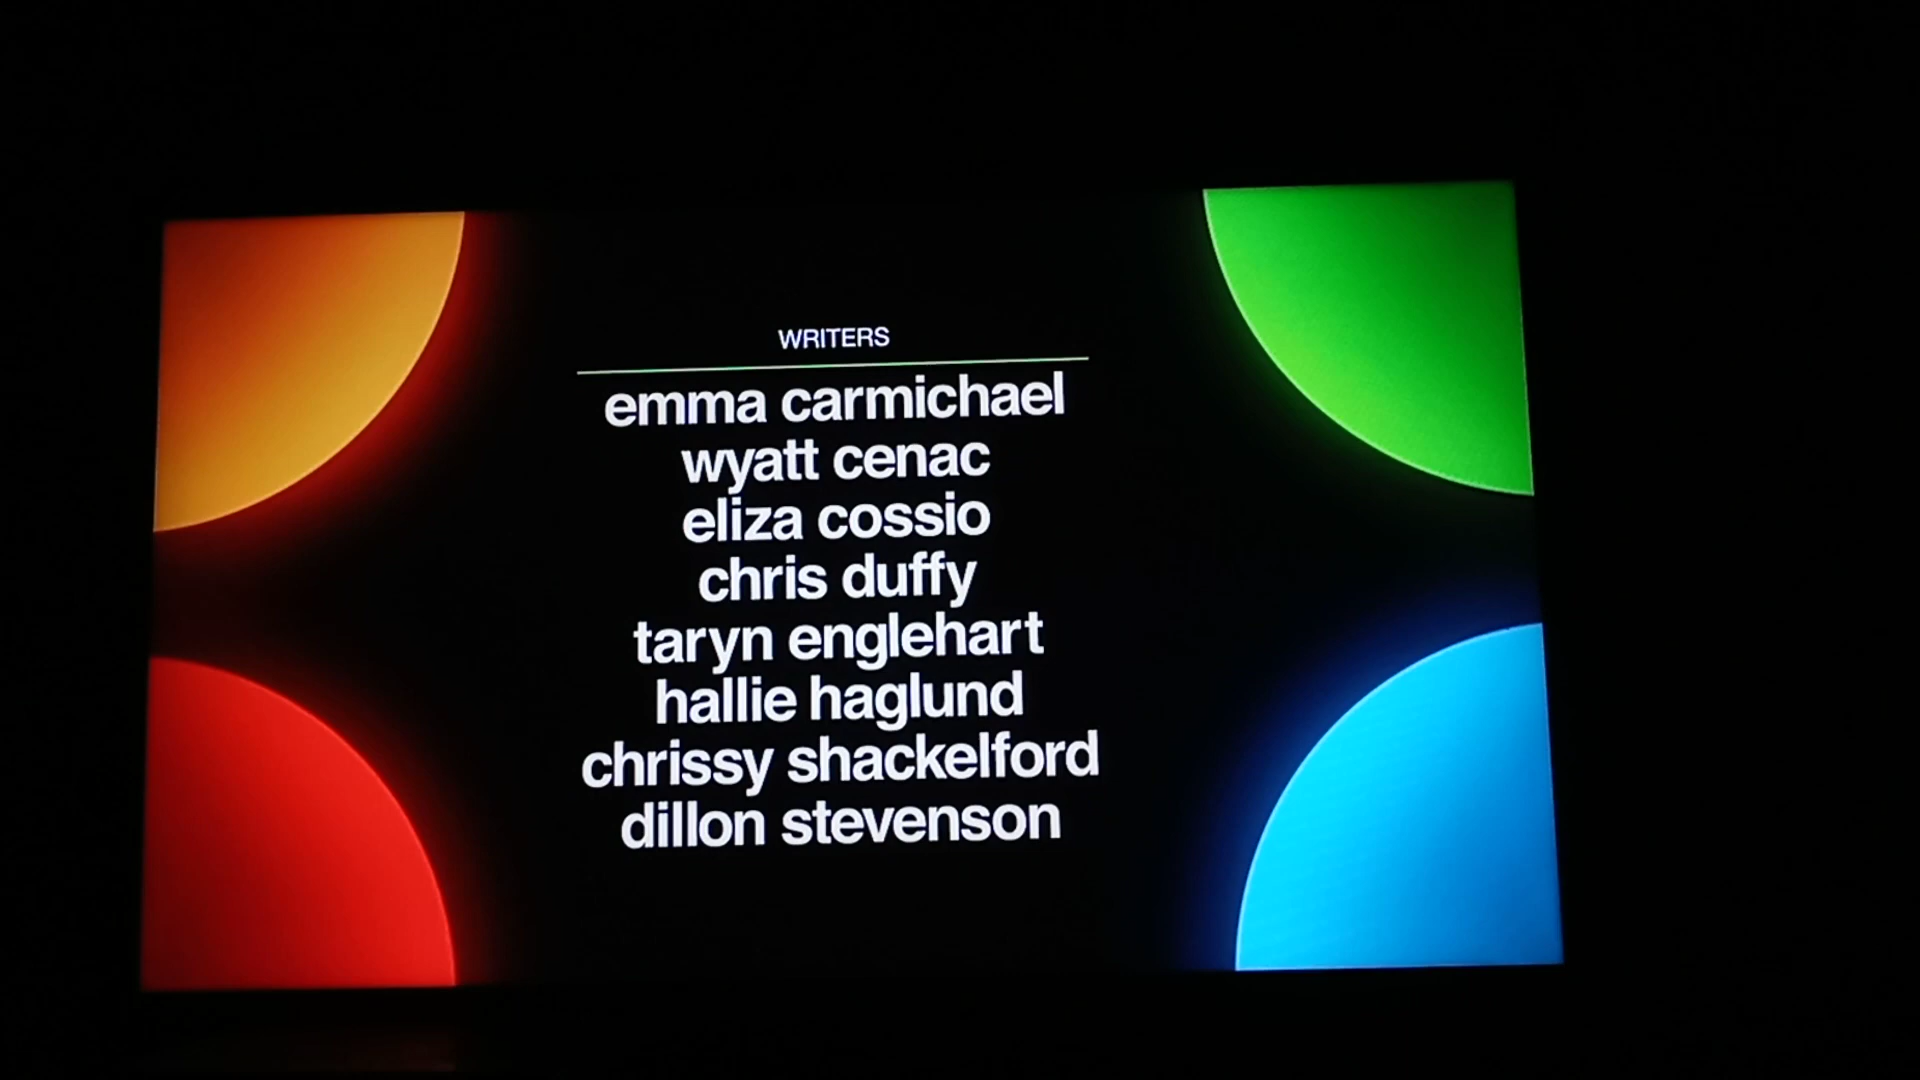 WRITERS
emma carmichael
wyatt cenac
eliza cossio
chris duffy
taryn englehart
hallie haglund
chrissy shackelford
dillon stevenson